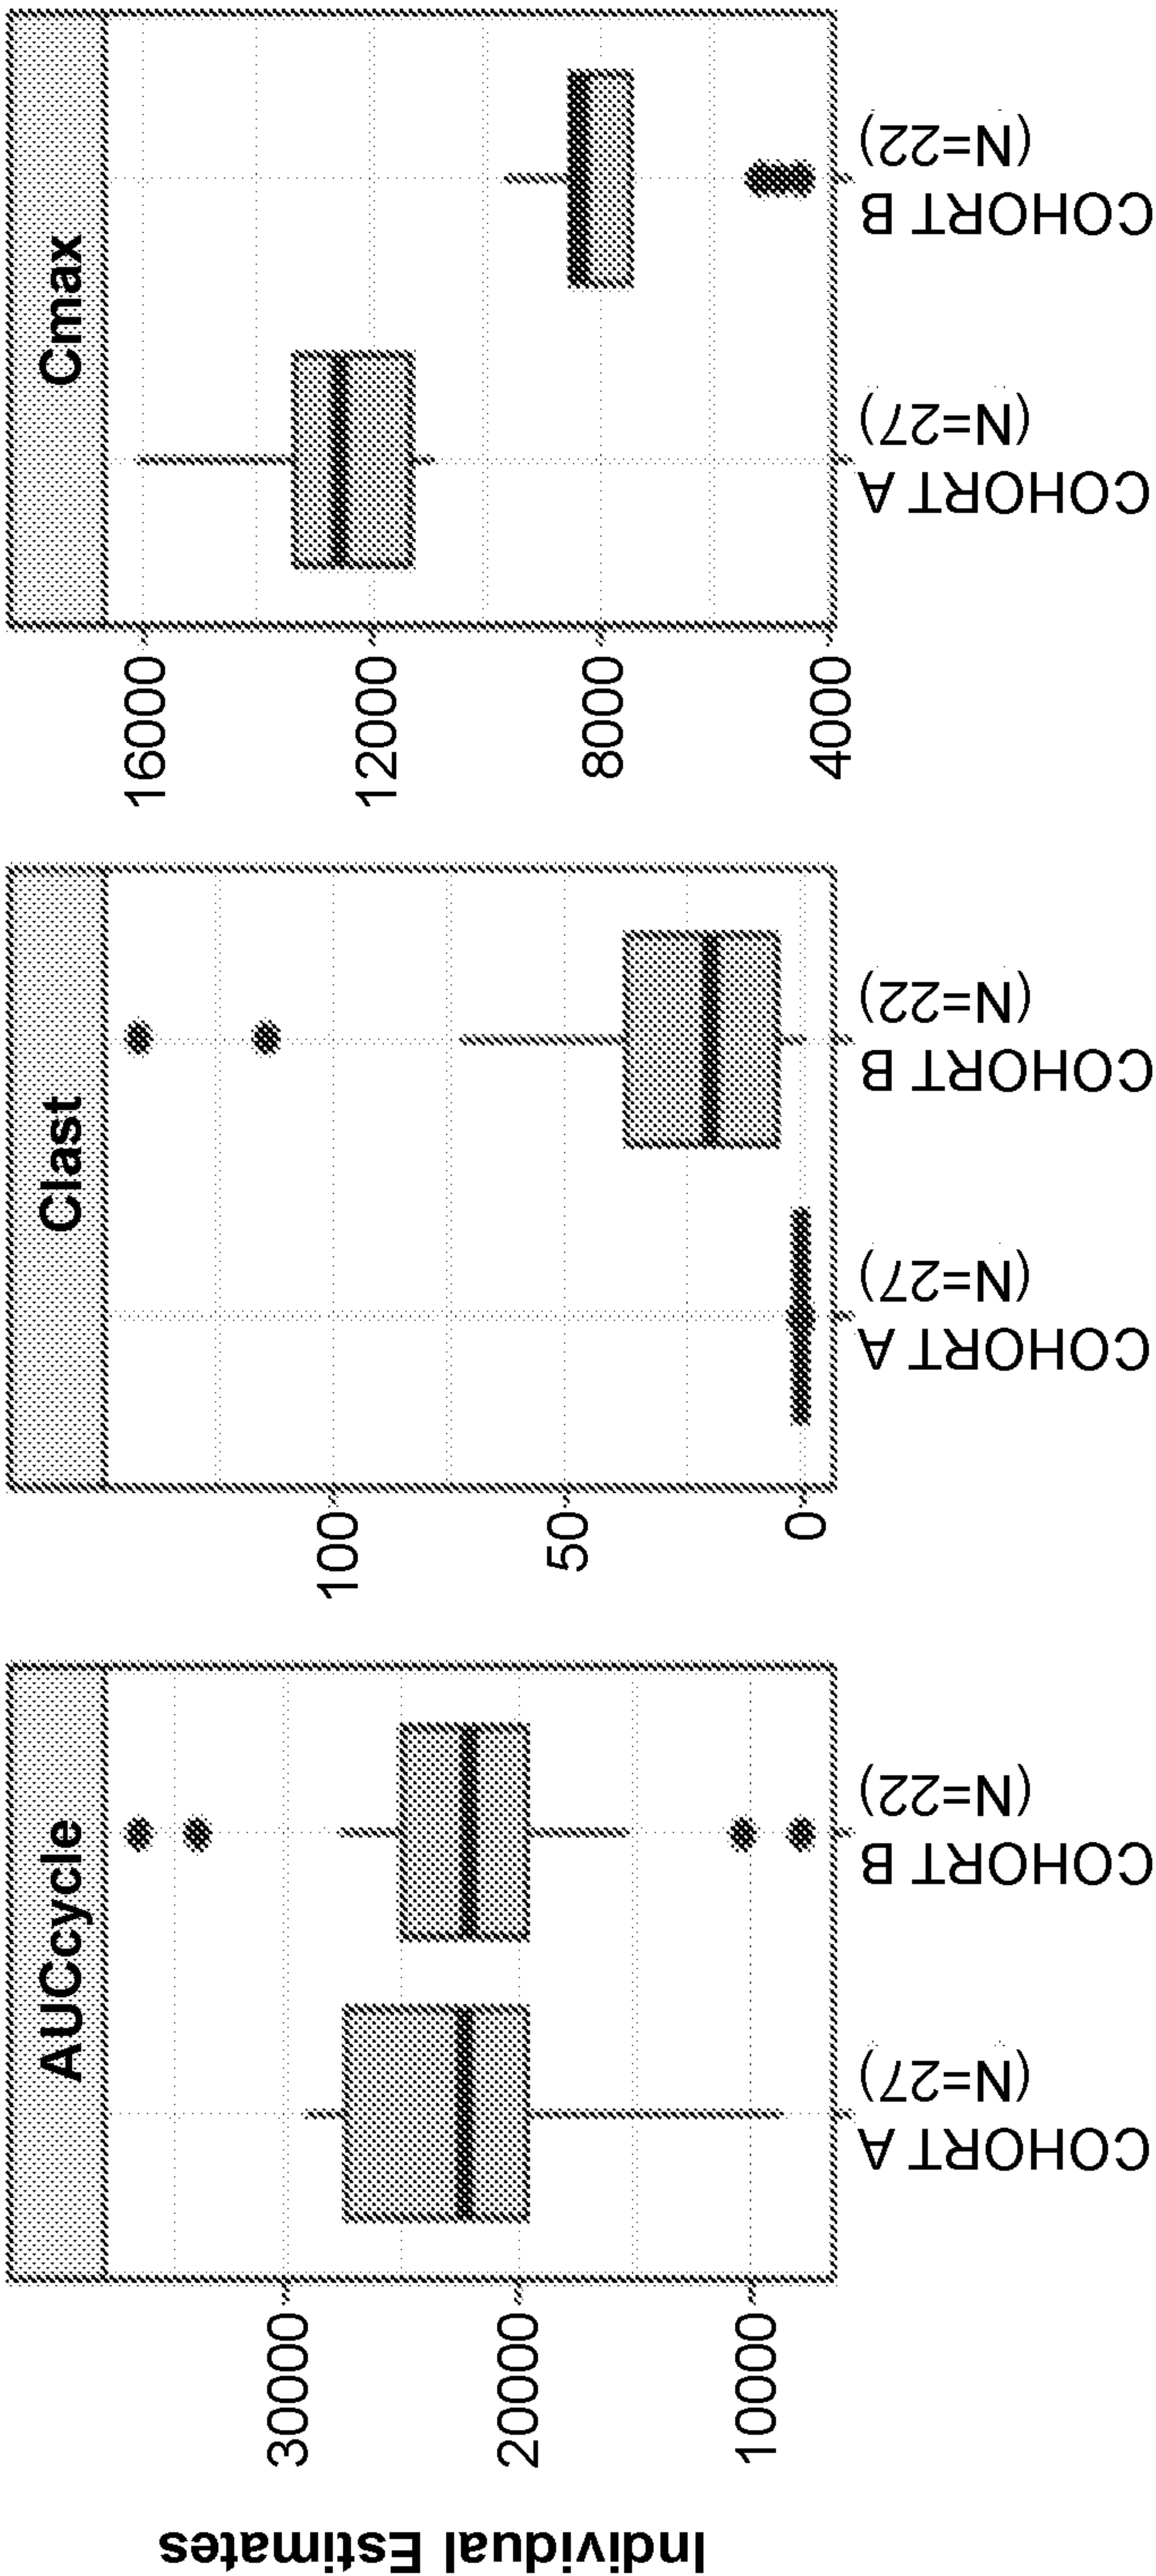 Individual Estimates
AUCcycle
30000
20000
10000
COHORT A
(N=27)
COHORT B
(N=22)
Clast
100
50
0
COHORT A
(N=27)
COHORT B
(N=22)
Cmax
16000
12000
8000
4000
COHORT A
(N=27)
COHORT B
(N=22)